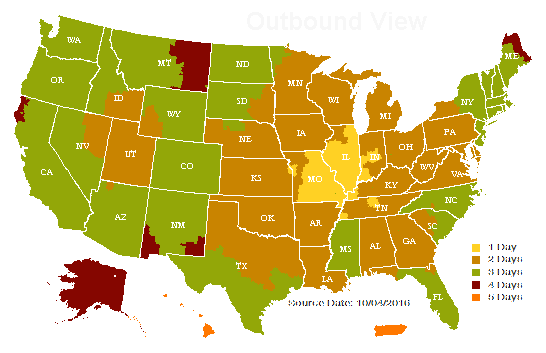 Outbound View
WA
MT
ND
MN
ME
OR
ID
SD
WI
MI
NY
WY
IA
NE
PA
NV
UT
IL
IN
OH
CA
CO
KS
MO
WV
VA
KY
NC
AZ
NM
OK
AR
TN
SC
MS
AL
GA
TX
LA
FL
1 Day
2 Days
3 Days
4 Days
5 Days
Source Date: 10/04/2016